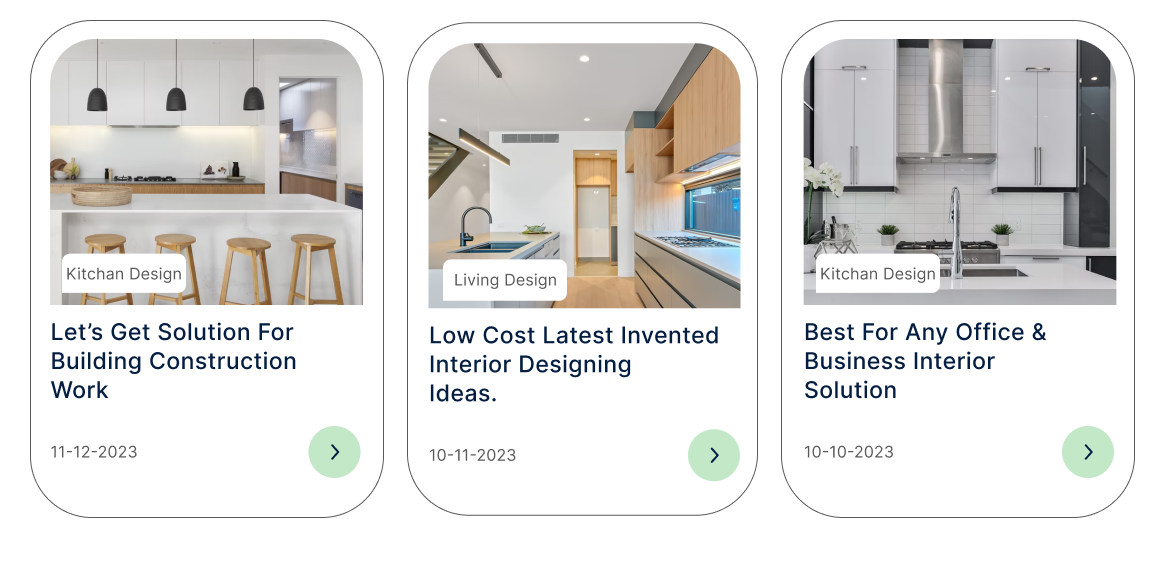 Kitchan Design
Let’s Get Solution For
Building Construction
Work
11-12-2023
Living Design
Low Cost Latest Invented
Interior Designing
Ideas.
10-11-2023
Kitchan Design
Best For Any Office &
Business Interior
Solution
10-10-2023